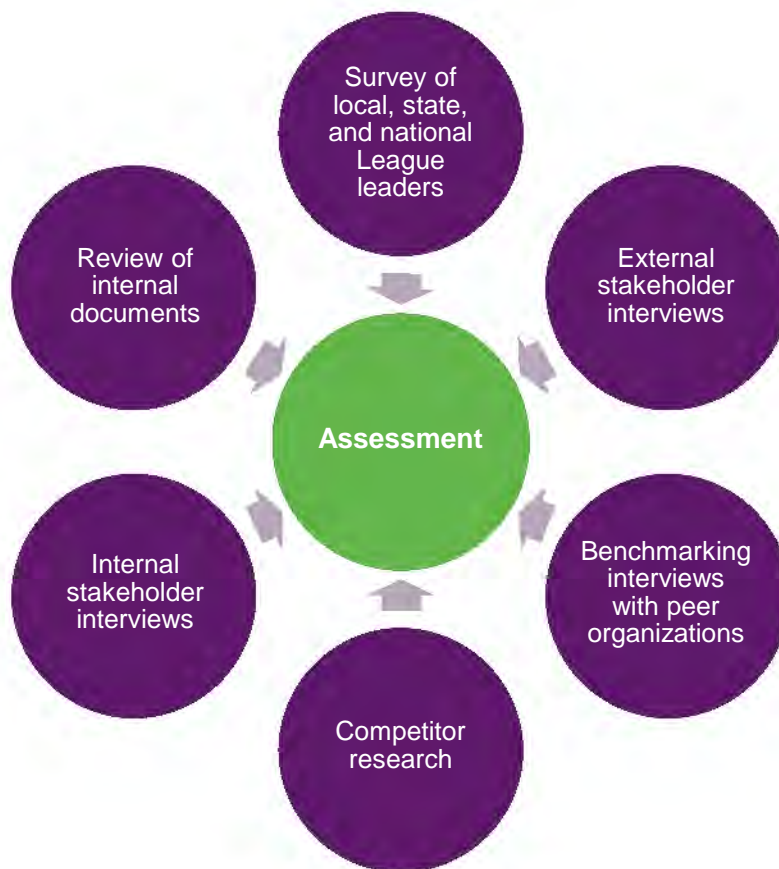 Survey of
local, state,
and national
League
leaders
External
stakeholder
interviews
Benchmarking
interviews
with peer
organizations
Competitor
research
Internal
stakeholder
interviews
Review of
internal
documents
Assessment